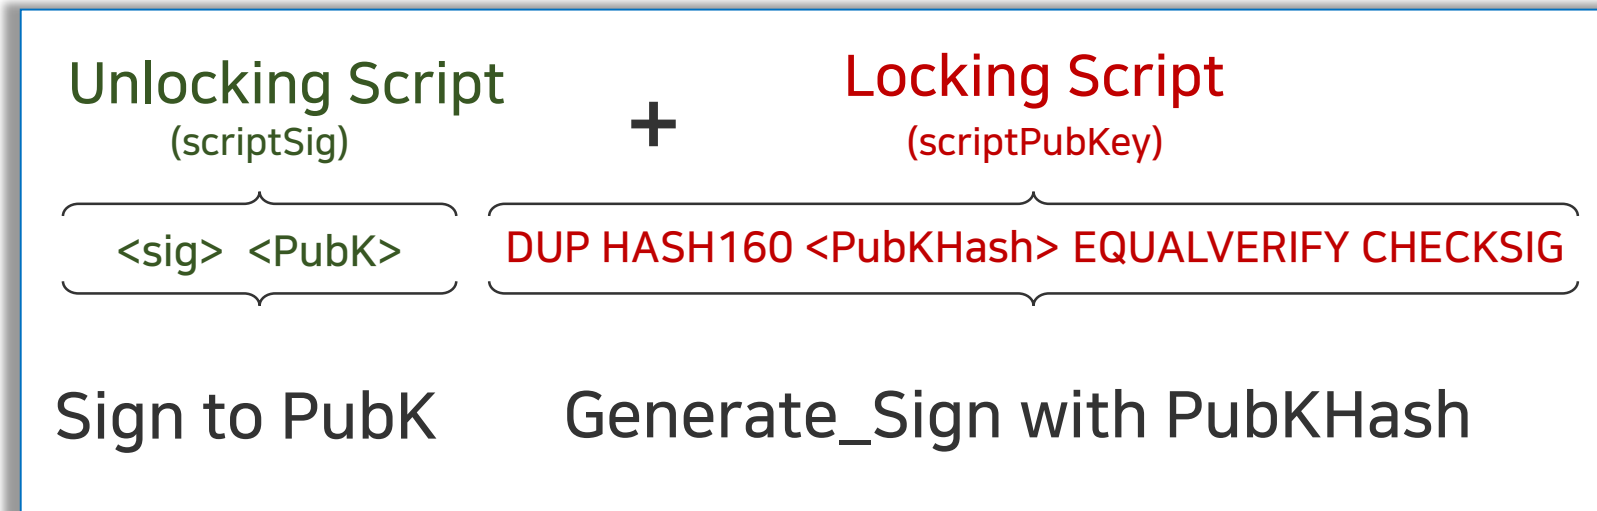 Unlocking Script + Locking Script
(scriptSig) (scriptPubKey)
<sig> <PubK> DUP HASH160 <PubKHash> EQUALVERIFY CHECKSIG
Sign to PubK Generate_Sign with PubKHash